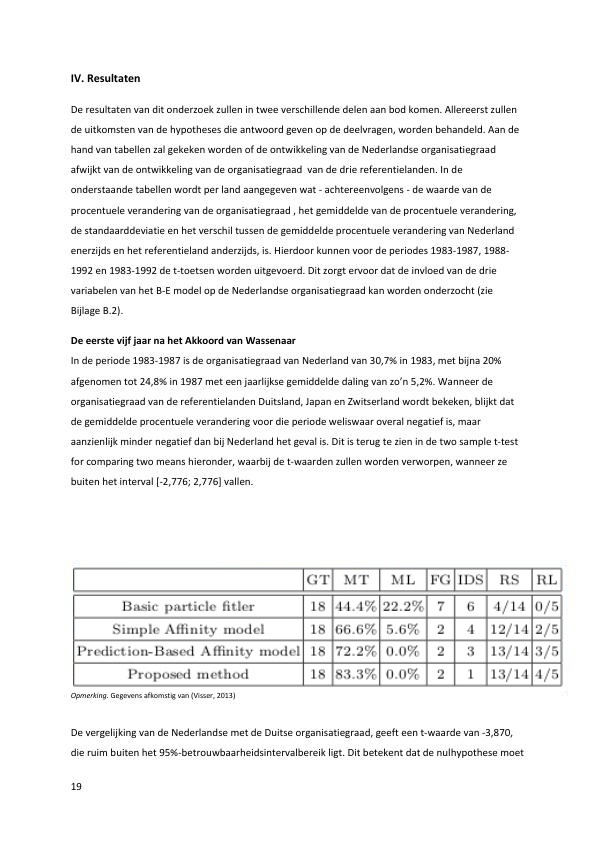 IV. Resultaten
De resultaten van dit onderzoek zullen in twee verschillende delen aan bod komen. Allereerst zullen
de uitkomsten van de hypotheses die antwoord geven op de deelvragen, worden behandeld. Aan de
hand van tabellen zal gekeken worden of de ontwikkeling van de Nederlandse organisatiegraad
afwijkt van de ontwikkeling van de organisatiegraad  van de drie referentielanden. In de
onderstaande tabellen wordt per land aangegeven wat - achtereenvolgens - de waarde van de
procentuele verandering van de organisatiegraad , het gemiddelde van de procentuele verandering,
de standaarddeviatie en het verschil tussen de gemiddelde procentuele verandering van Nederland
enerzijds en het referentieland anderzijds, is. Hierdoor kunnen voor de periodes 1983-1987, 1988-
1992 en 1983-1992 de t-toetsen worden uitgevoerd. Dit zorgt ervoor dat de invloed van de drie
variabelen van het B-E model op de Nederlandse organisatiegraad kan worden onderzocht (zie
Bijlage B.2).
De eerste vijf jaar na het Akkoord van Wassenaar
In de periode 1983-1987 is de organisatiegraad van Nederland van 30,7% in 1983, met bijna 20%
afgenomen tot 24,8% in 1987 met een jaarlijkse gemiddelde daling van zo'n 5,2%. Wanneer de
organisatiegraad van de referentielanden Duitsland, Japan en Zwitserland wordt bekeken, blijkt dat
de gemiddelde procentuele verandering voor die periode weliswaar overal negatief is, maar
aanzienlijk minder negatief dan bij Nederland het geval is. Dit is terug te zien in de two sample t-test
for comparing two means hieronder, waarbij de t-waarden zullen worden verworpen, wanneer ze
buiten het interval [-2,776; 2,776] vallen.
GT MT ML FG IDS RS RL
Basic particle fitler 18 44.4% 22.2% 7 6 4/14 0/5
Simple Affinity model 18 66.6% 5.6% 2 4 12/14 2/5
Prediction-Based Affinity model 18 72.2% 0.0% 2 3 13/14 3/5
Proposed method 18 83.3% 0.0% 2 1 13/14 4/5
Opmerking. Gegevens afkomstig van (Visser, 2013)
De vergelijking van de Nederlandse met de Duitse organisatiegraad, geeft een t-waarde van -3,870,
die ruim buiten het 95%-betrouwbaarheidsintervalbereik ligt. Dit betekent dat de nulhypothese moet
19